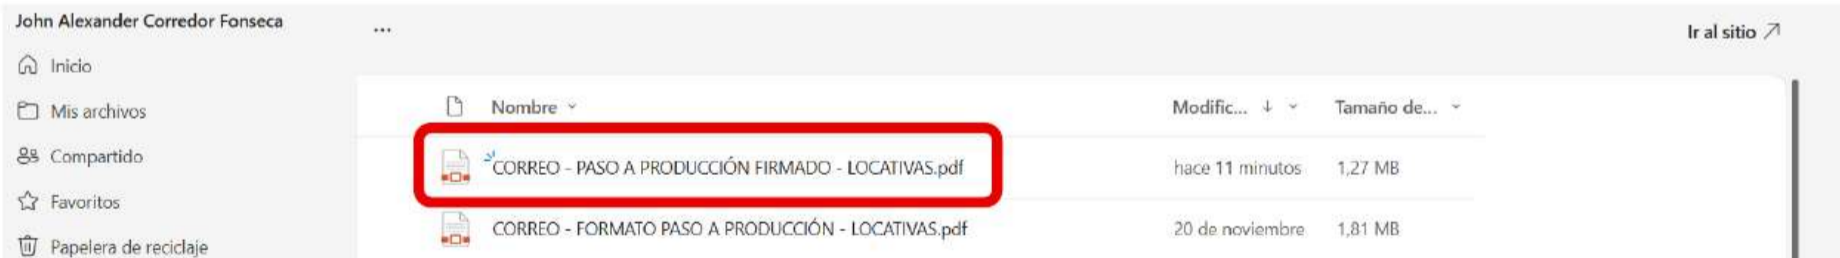 John Alexander Corredor Fonseca
...
Ir al sitio
Inicio
Mis archivos
Compartido
Favoritos
Papelera de reciclaje
Nombre
Modific...
Tamaño de...
CORREO - PASO A PRODUCCIÓN FIRMADO - LOCATIVAS.pdf
hace 11 minutos
1,27 MB
CORREO - FORMATO PASO A PRODUCCIÓN - LOCATIVAS.pdf
20 de noviembre
1,81 MB